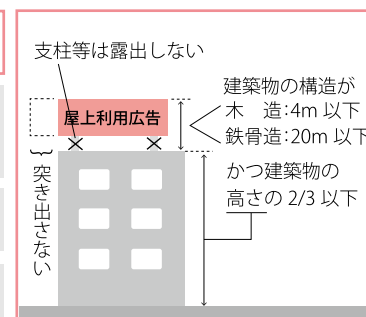 支柱等は露出しない
屋上利用広告
建築物の構造が
木　造:4m 以下
鉄骨造:20m 以下
かつ建築物の
高さの 2/3 以下
突き出さない